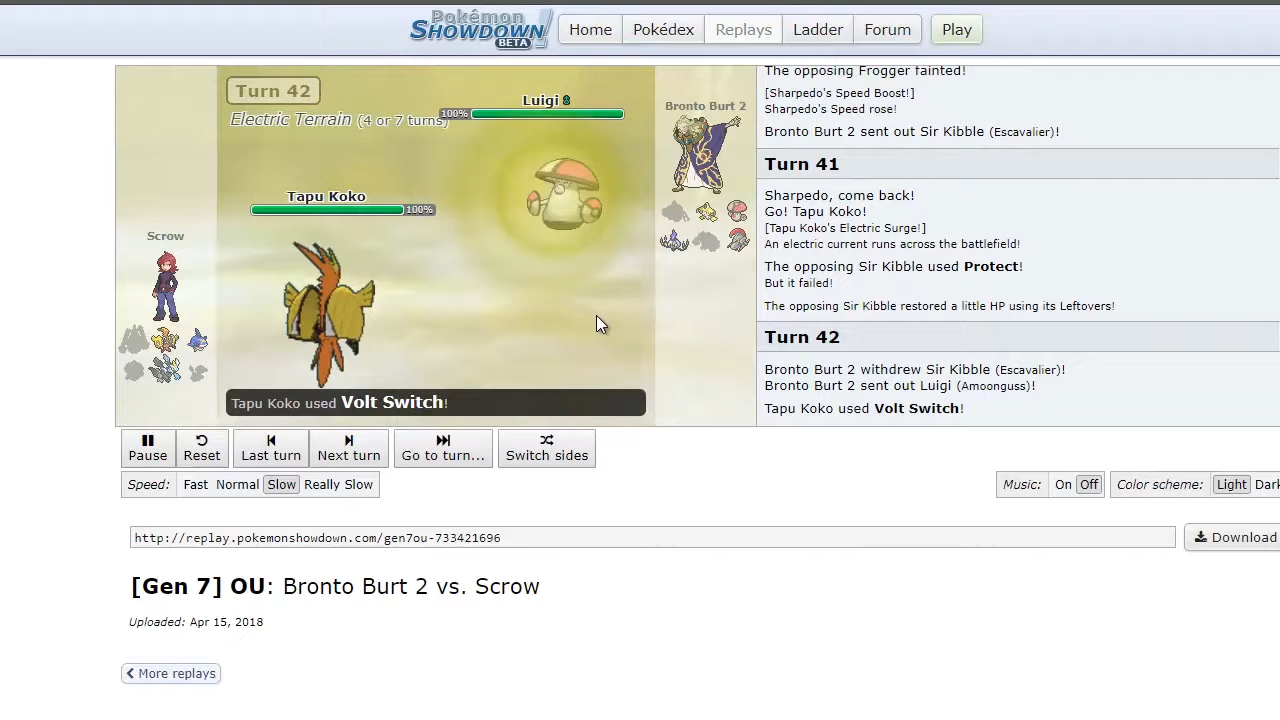 Pokémon
SHOWDOWN!
BETA
Home
Pokédex
Replays
Ladder
Forum
Play
Turn 42
Electric Terrain (4 or 7 turns)
Luigi
100%
Tapu Koko
100%
Scrow
Bronto Burt 2
Tapu Koko used Volt Switch!
The opposing Frogger fainted!
[Sharpedo's Speed Boost!]
Sharpedo's Speed rose!
Bronto Burt 2 sent out Sir Kibble (Escavalier)!
Turn 41
Sharpedo, come back!
Go! Tapu Koko!
[Tapu Koko's Electric Surge!]
An electric current runs across the battlefield!
The opposing Sir Kibble used Protect!
But it failed!
The opposing Sir Kibble restored a little HP using its Leftovers!
Turn 42
Bronto Burt 2 withdrew Sir Kibble (Escavalier)!
Bronto Burt 2 sent out Luigi (Amoonguss)!
Tapu Koko used Volt Switch!
Pause
Reset
Last turn
Next turn
Go to turn...
Switch sides
Speed: Fast Normal Slow Really Slow
Music: On Off
Color scheme: Light Dark
http://replay.pokemonshowdown.com/gen7ou-733421696
Download
[Gen 7] OU: Bronto Burt 2 vs. Scrow
Uploaded: Apr 15, 2018
More replays